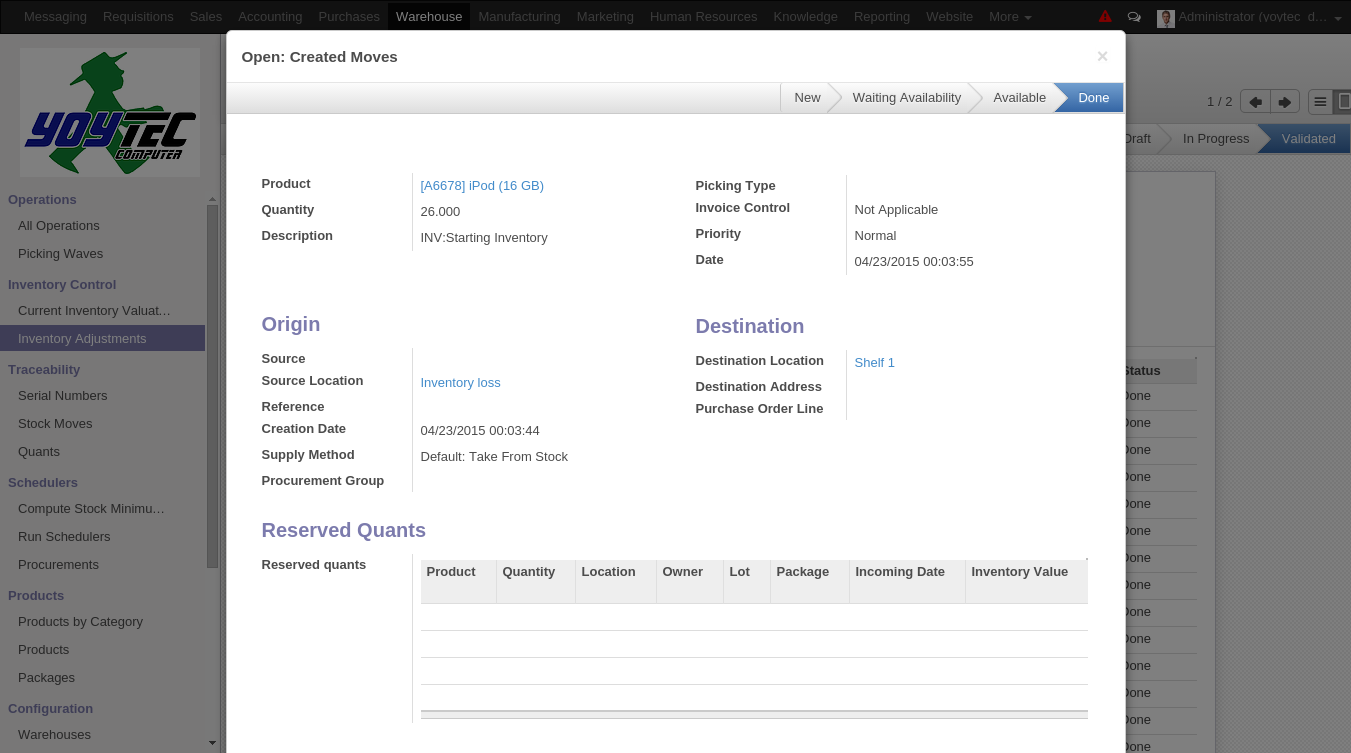 Messaging Requisitions Sales Accounting Purchases Warehouse Manufacturing Marketing Human Resources Knowledge Reporting Website More Administrator (yoytec_d...
Open: Created Moves ×
New Waiting Availability Available Done
1 / 2
Draft In Progress Validated
YOYTEC
COMPUTER
Operations
All Operations
Picking Waves
Inventory Control
Current Inventory Valuat...
Inventory Adjustments
Traceability
Serial Numbers
Stock Moves
Quants
Schedulers
Compute Stock Minimu...
Run Schedulers
Procurements
Products
Products by Category
Products
Packages
Configuration
Warehouses
Product [A6678] iPod (16 GB)
Quantity 26.000
Description INV:Starting Inventory
Picking Type
Invoice Control Not Applicable
Priority Normal
Date 04/23/2015 00:03:55
Origin
Source
Source Location Inventory loss
Reference
Creation Date 04/23/2015 00:03:44
Supply Method Default: Take From Stock
Procurement Group
Destination
Destination Location Shelf 1
Destination Address
Purchase Order Line
Reserved Quants
Reserved quants
Product Quantity Location Owner Lot Package Incoming Date Inventory Value
Status
Done
Done
Done
Done
Done
Done
Done
Done
Done
Done
Done
Done
Done
Done